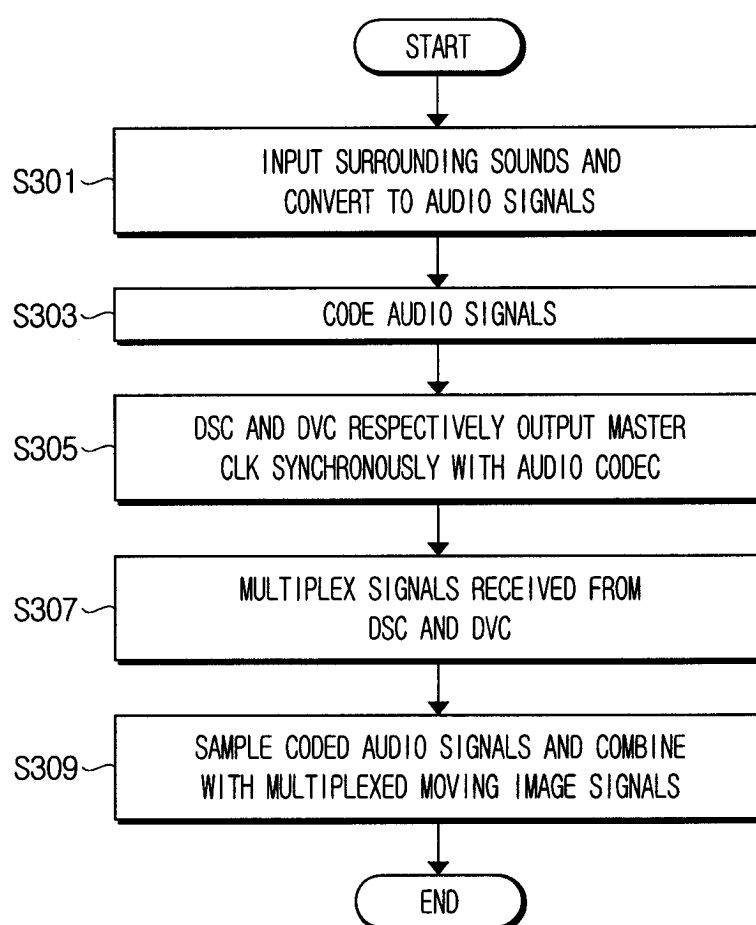 START
S301
INPUT SURROUNDING SOUNDS AND
CONVERT TO AUDIO SIGNALS
S303
CODE AUDIO SIGNALS
S305
DSC AND DVC RESPECTIVELY OUTPUT MASTER
CLK SYNCHRONOUSLY WITH AUDIO CODEC
S307
MULTIPLEX SIGNALS RECEIVED FROM
DSC AND DVC
S309
SAMPLE CODED AUDIO SIGNALS AND COMBINE
WITH MULTIPLEXED MOVING IMAGE SIGNALS
END